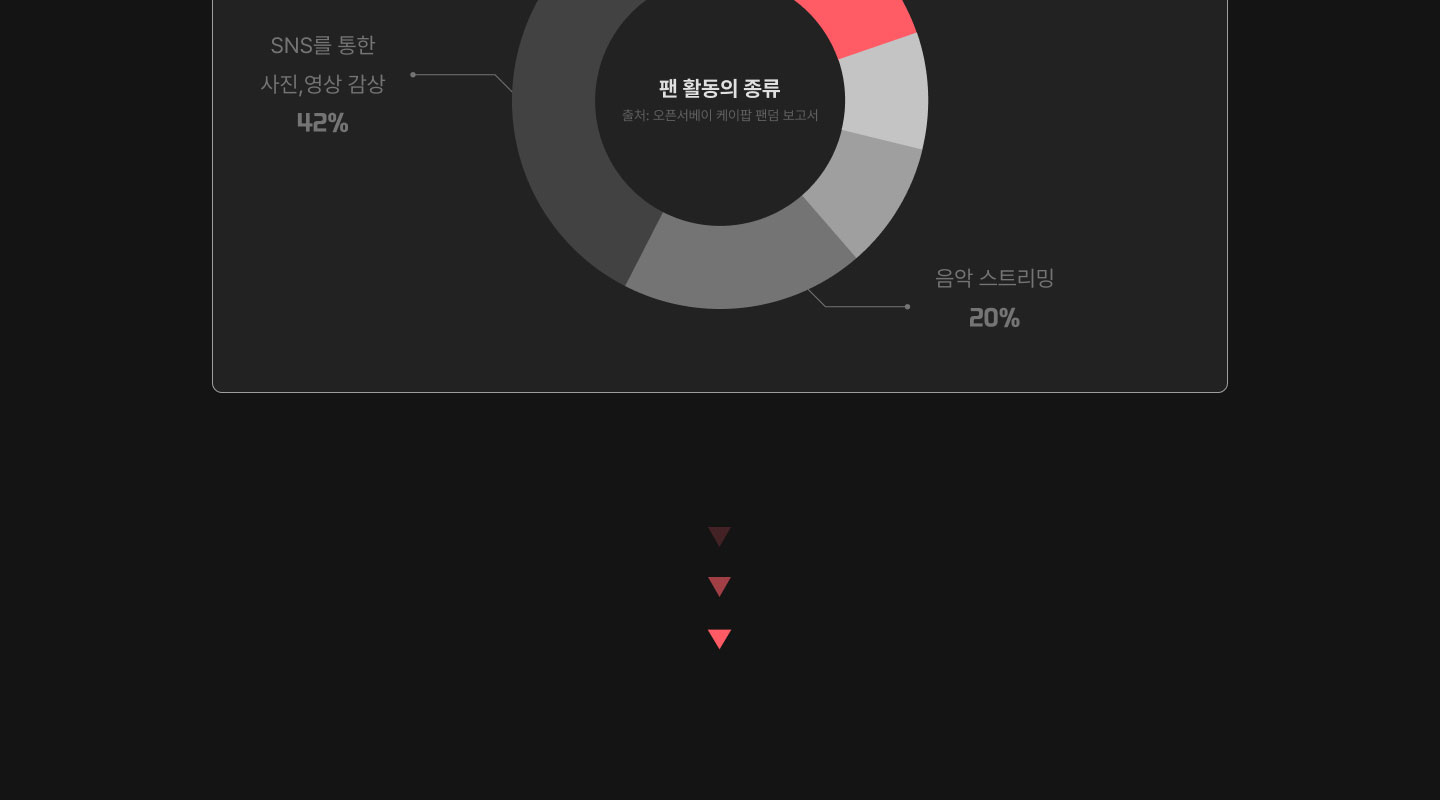 SNS를 통한
사진,영상 감상
42%
팬 활동의 종류
출처: 오픈서베이 케이팝 팬덤 보고서
음악 스트리밍
20%